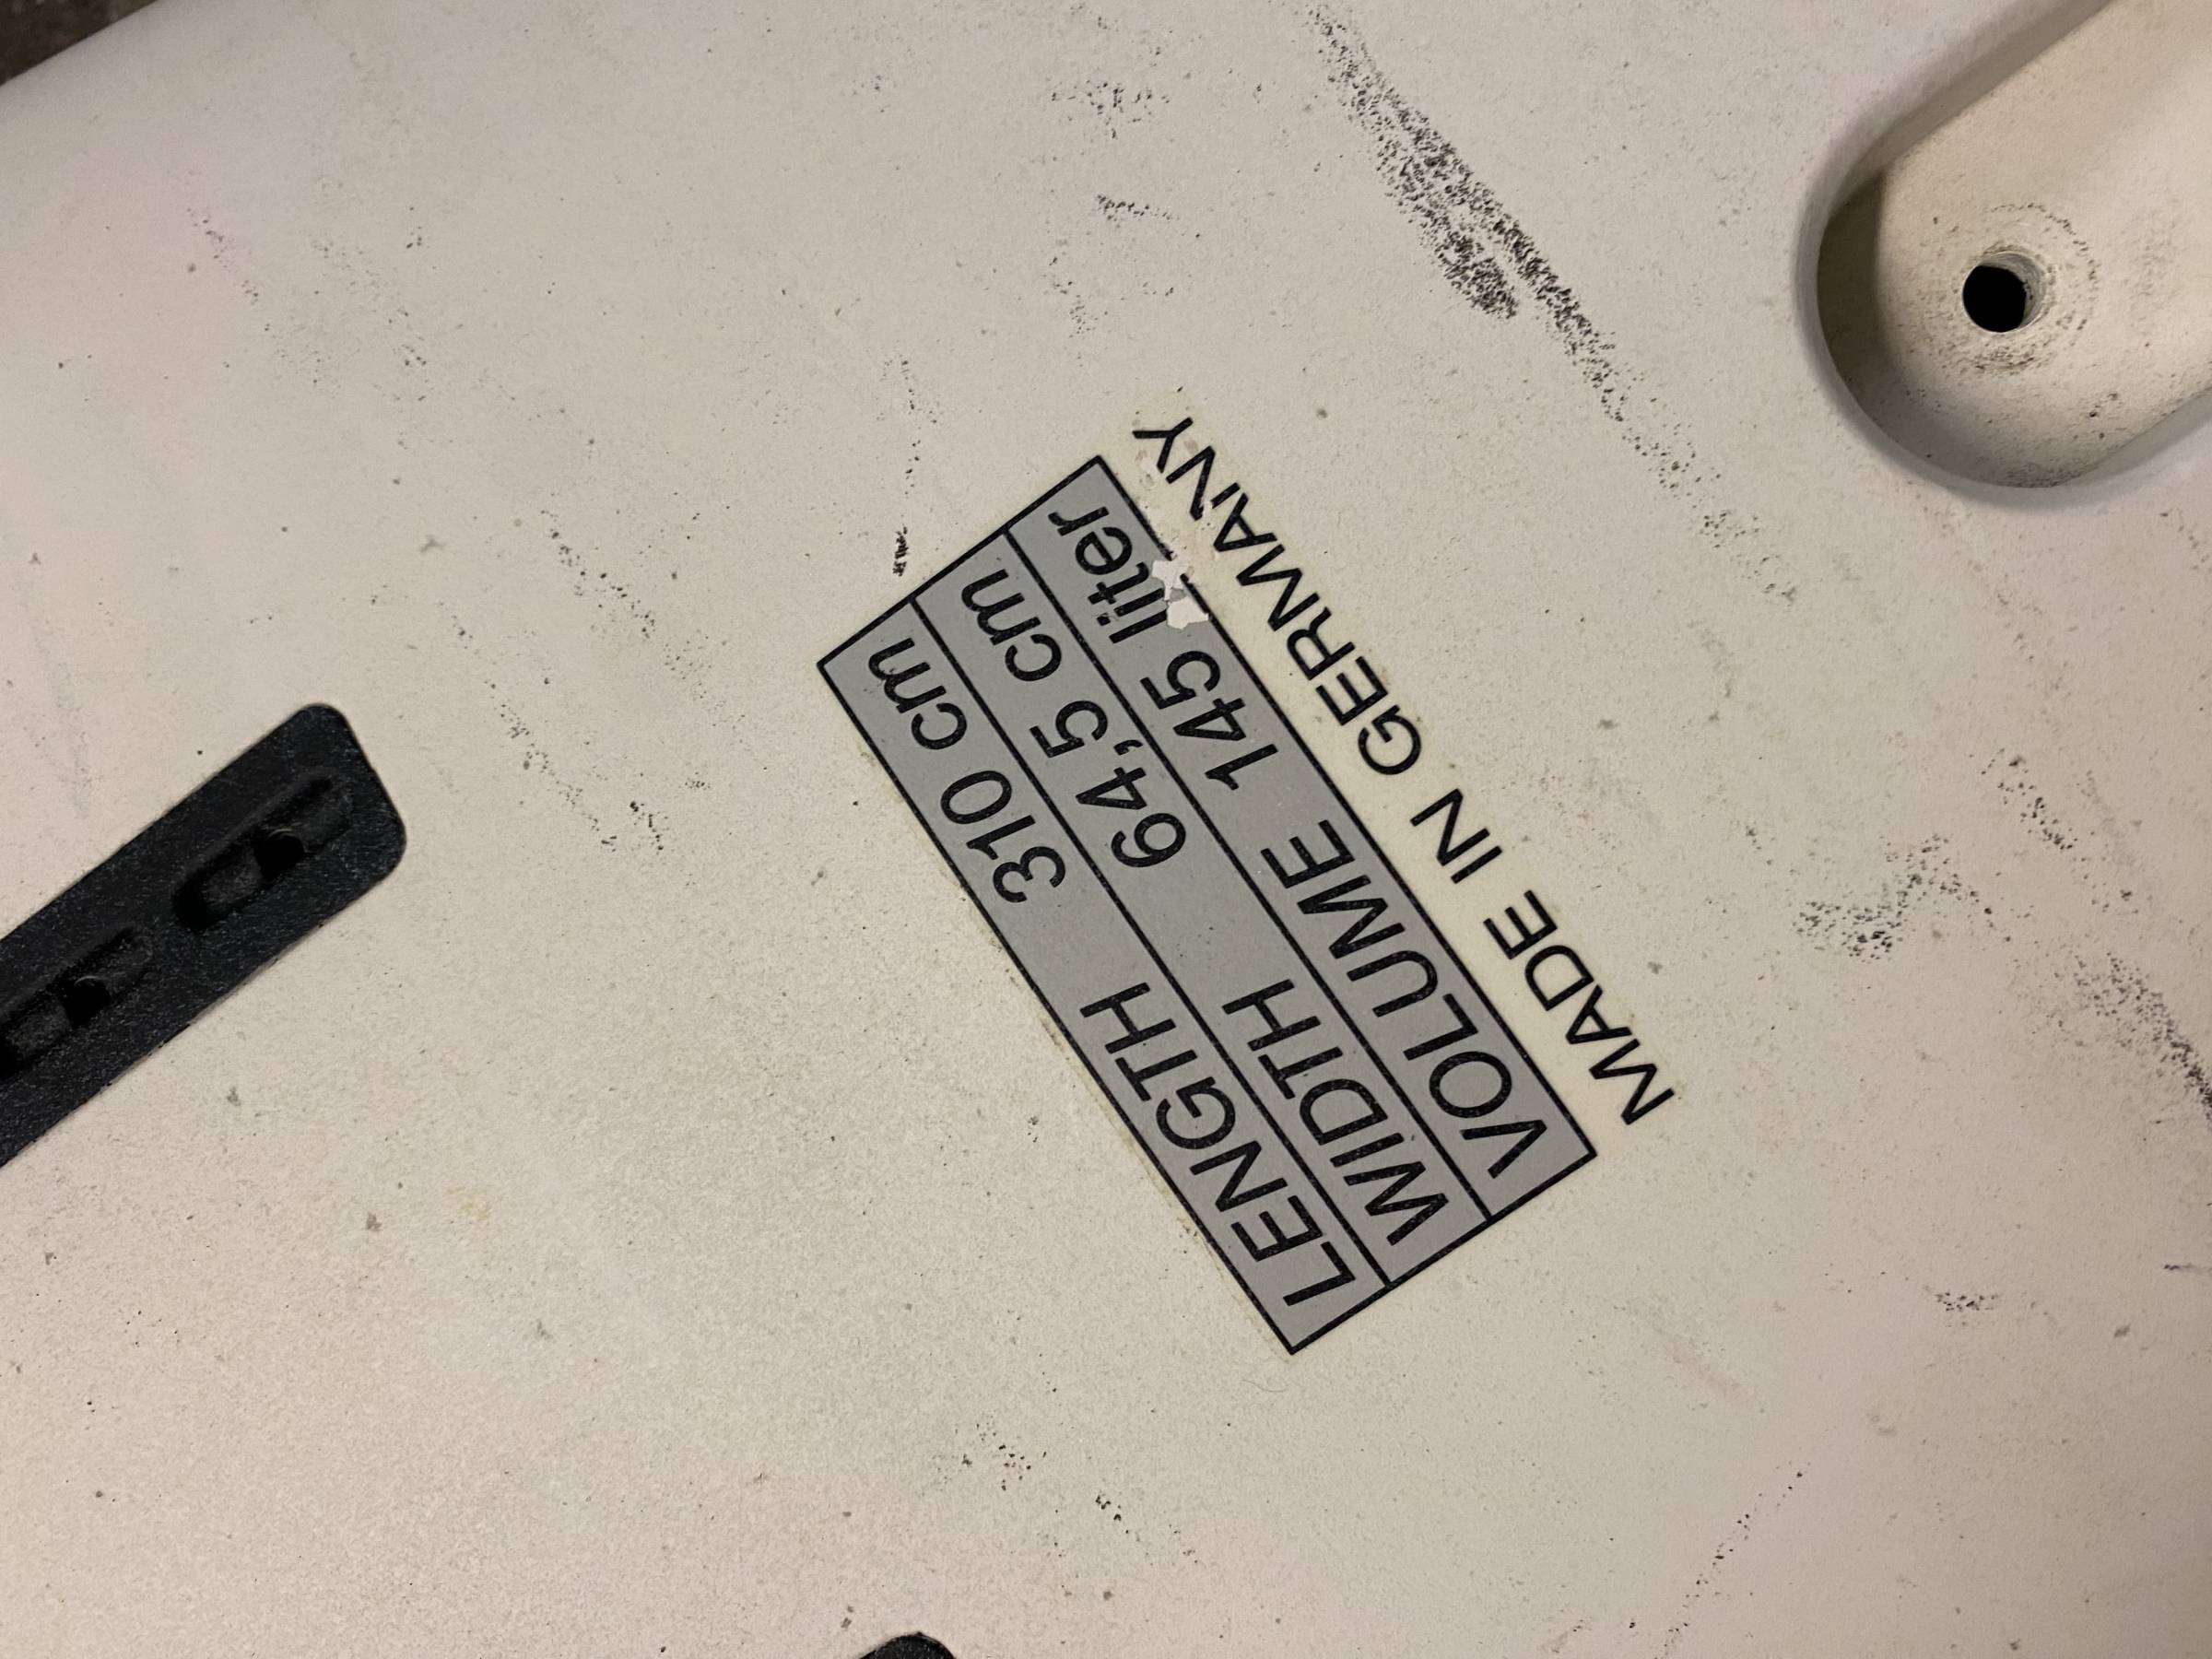 LENGTH 310 cm
WIDTH 64,5 cm
VOLUME 145 liter
MADE IN GERMANY